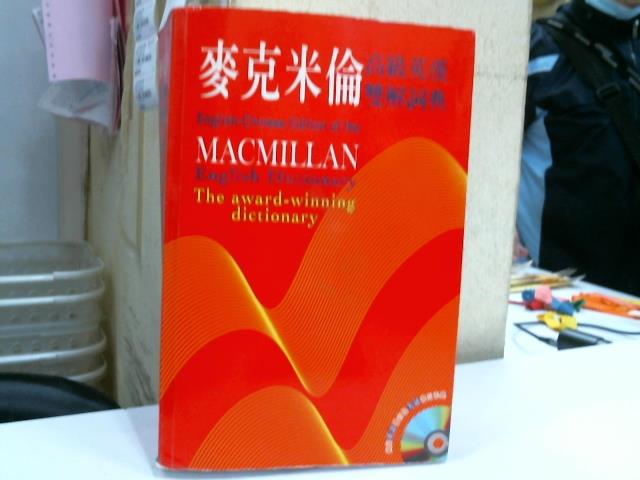 麥克米倫
高級英漢
雙解詞典
English-Chinese Edition of the
MACMILLAN
English Dictionary
The award-winning
dictionary